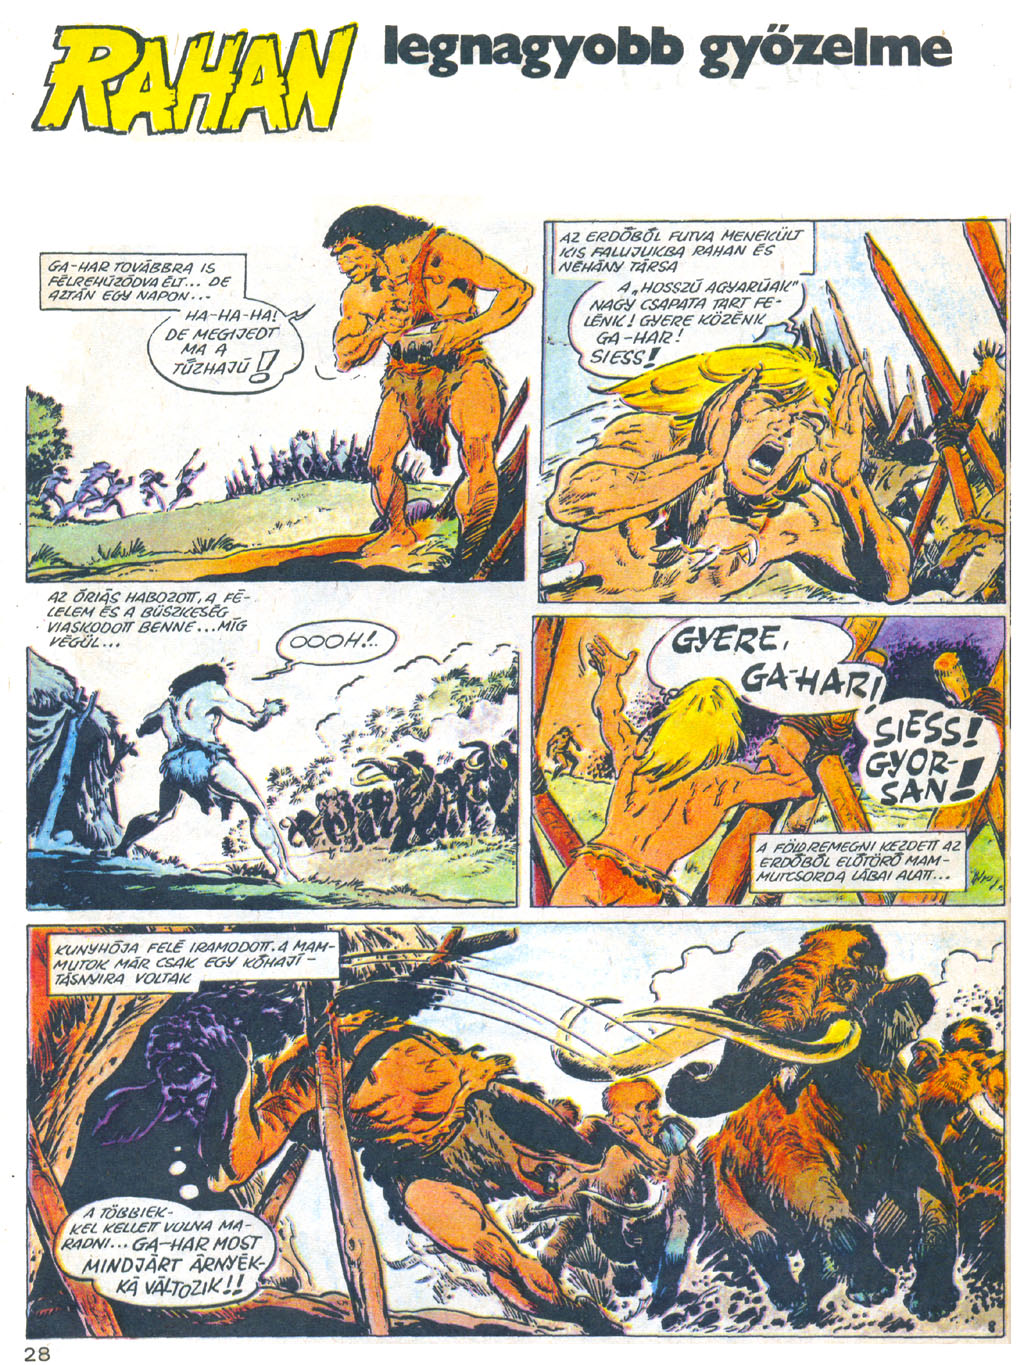 RAHAN legnagyobb győzelme
GA-HAR TOVÁBBRA IS
FÉLREHÚZÓDVA ÉLT... DE
AZTÁN EGY NAPON...
HA-HA-HA!
DE MEGIJEDT
MA A
TŰZHAJÚ!
AZ ERDŐBŐL FUTVA MENEKÜLT
KIS FALUJUKBA RAHAN ÉS
NÉHÁNY TÁRSA
A „HOSSZÚ AGYARÚAK"
NAGY CSAPATA TART FE-
LÉNK! GYERE KÖZÉNK
GA-HAR!
SIESS!
AZ ÓRIÁS HABOZOTT, A FÉ-
LELEM ÉS A BÜSZKESÉG
VIASKODOTT BENNE...MÍG
VÉGÜL...
OOOH!..
GYERE,
GA-HAR!
SIESS!
GYOR-
SAN!
A FÖLD REMEGNI KEZDETT AZ
ERDŐBŐL ELŐTÖRŐ MAM-
MUTCSORDA LÁBAI ALATT...
KUNYHÓJA FELÉ IRAMODOTT. A MAM-
MUTOK MÁR CSAK EGY KŐHAJÍ-
TÁSNYIRA VOLTAK
A TÖBBIEK-
KEL KELLETT VOLNA MA-
RADNI... GA-HAR MOST
MINDJÁRT ÁRNYÉK-
KÁ VÁLTOZIK!!
8
28